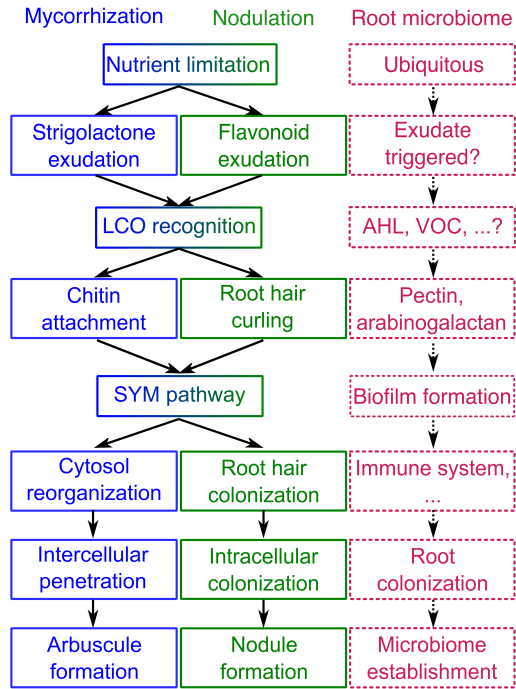 Mycorrhization
Nodulation
Root microbiome
Nutrient limitation
Ubiquitous
Strigolactone
exudation
Flavonoid
exudation
Exudate
triggered?
LCO recognition
AHL, VOC, ...?
Chitin
attachment
Root hair
curling
Pectin,
arabinogalactan
SYM pathway
Biofilm formation
Cytosol
reorganization
Root hair
colonization
Immune system,
...
Intercellular
penetration
Intracellular
colonization
Root
colonization
Arbuscule
formation
Nodule
formation
Microbiome
establishment